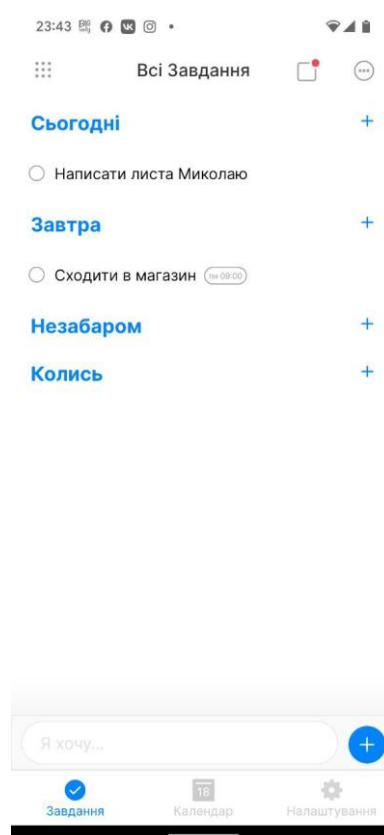 23:43
Всі Завдання
Сьогодні
Написати листа Миколаю
Завтра
Сходити в магазин пн 09:00
Незабаром
Колись
Я хочу...
18
Завдання Календар Налаштування